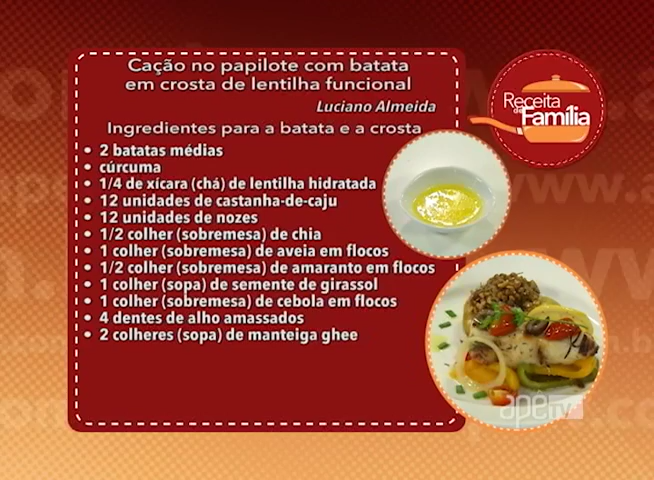 Cação no papilote com batata
em crosta de lentilha funcional
Luciano Almeida
Ingredientes para a batata e a crosta
• 2 batatas médias
• cúrcuma
• 1/4 de xícara (chá) de lentilha hidratada
• 12 unidades de castanha-de-caju
• 12 unidades de nozes
• 1/2 colher (sobremesa) de chia
• 1 colher (sobremesa) de aveia em flocos
• 1/2 colher (sobremesa) de amaranto em flocos
• 1 colher (sopa) de semente de girassol
• 1 colher (sobremesa) de cebola em flocos
• 4 dentes de alho amassados
• 2 colheres (sopa) de manteiga ghee
Receita
de Família
www.